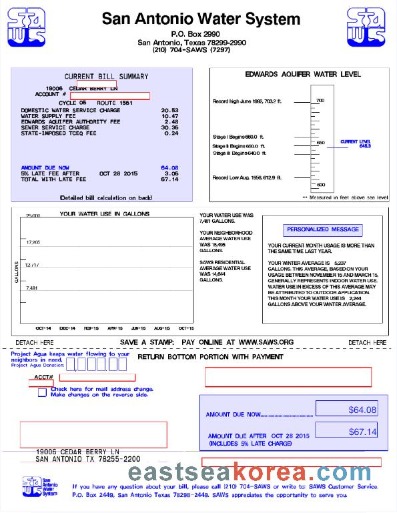 SAWS
San Antonio Water System
P.O. Box 2990
San Antonio, Texas 78299-2990
(210) 704-SAWS (7297)
SAWS
CURRENT BILL SUMMARY
19006 CEDAR BERRY LN
ACCOUNT #
CYCLE 06 ROUTE 1961
DOMESTIC WATER SERVICE CHARGE 20.53
WATER SUPPLY FEE 10.47
EDWARDS AQUIFER AUTHORITY FEE 2.48
SEWER SERVICE CHARGE 30.36
STATE-IMPOSED TCEQ FEE 0.24
AMOUNT DUE NOW 64.08
5% LATE FEE AFTER OCT 28 2015 3.06
TOTAL WITH LATE FEE 67.14
Detailed bill calculation on back!
EDWARDS AQUIFER WATER LEVEL
Record high June 1992, 703.2 ft.
700
Stage I Begins 660.0 ft.
Stage II Begins 650.0 ft.
Stage III Begins 640.0 ft.
CURRENT LEVEL
Record Low Aug. 1956, 612.9 ft.
600
** Measured in feet above sea level
YOUR WATER USE IN GALLONS
GALLONS
7,481
OCT-14 DEC-14 FEB-15 APR-15 JUN-15 AUG-15 OCT-15
YOUR WATER USE WAS
7,481 GALLONS.
YOUR NEIGHBORHOOD
AVERAGE WATER USE
WAS
GALLONS.
SAWS RESIDENTIAL
AVERAGE WATER USE
WAS
GALLONS.
PERSONALIZED MESSAGE
YOUR CURRENT MONTH USAGE IS MORE THAN
THE SAME TIME LAST YEAR.
YOUR WINTER AVERAGE IS 5,237
GALLONS. THIS AVERAGE, BASED ON YOUR
USAGE BETWEEN NOVEMBER 15 AND MARCH 15,
GENERALLY REPRESENTS INDOOR WATER USE.
WATER USE IN EXCESS OF THIS AVERAGE MAY
BE ATTRIBUTED TO OUTDOOR APPLICATION.
THIS MONTH YOUR WATER USE IS 2,244
GALLONS ABOVE YOUR WATER AVERAGE.
DETACH HERE SAVE A STAMP: PAY ONLINE AT WWW.SAWS.ORG DETACH HERE
Project Agua keeps water flowing to your
neighbors in need.
Project Agua Donation:
RETURN BOTTOM PORTION WITH PAYMENT
ACCT#
Check here for mail address change.
Make changes on the reverse side.
AMOUNT DUE NOW $64.08
AMOUNT DUE AFTER OCT 28 2015 $67.14
(INCLUDES 5% LATE CHARGE)
19006 CEDAR BERRY LN
SAN ANTONIO TX 78255-2200
eastseakorea.com
SAWS
San Antonio
Water
System
If you have any questions about your bill, please call (210) 704-SAWS or write to: SAWS Customer Service,
P.O. Box 2449, San Antonio Texas 78298-2449. SAWS appreciates the opportunity to serve you.
SAWS